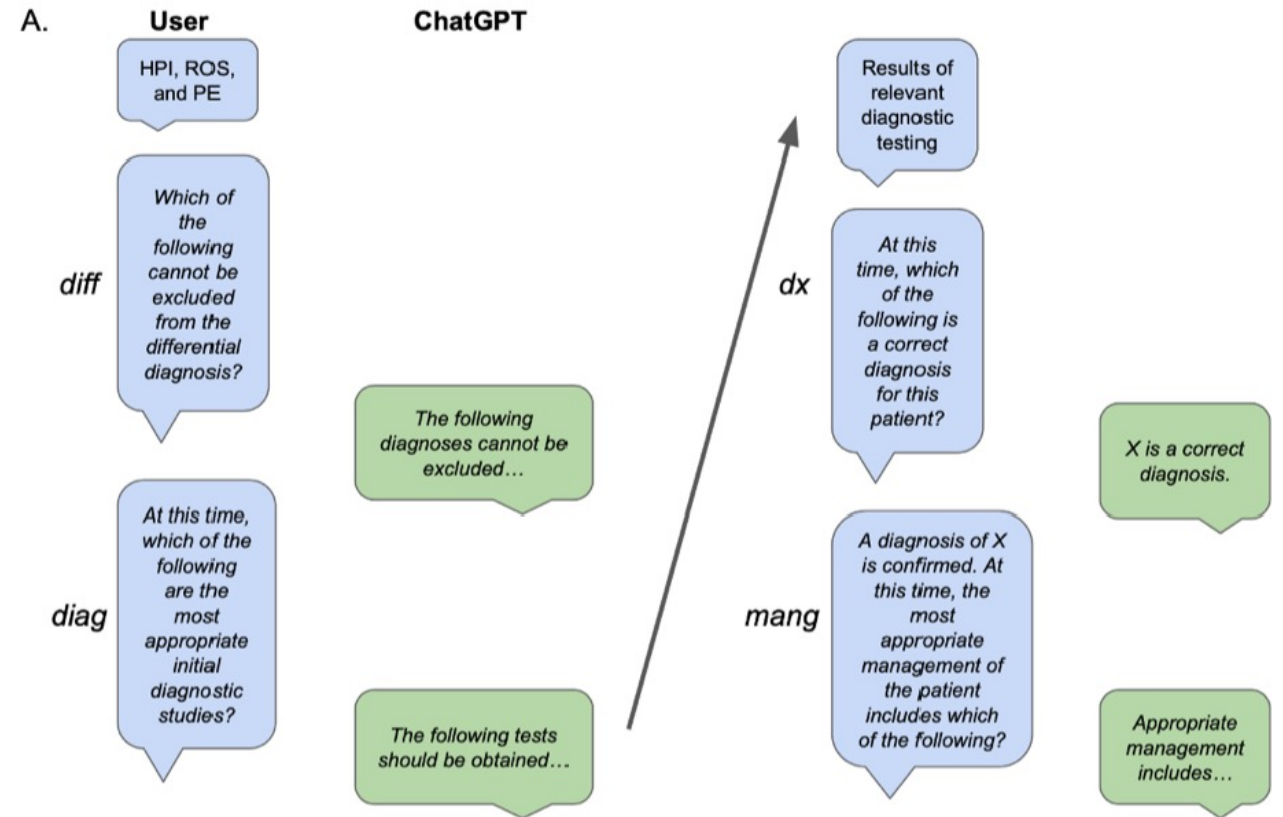 A.
User
ChatGPT
HPI, ROS,
and PE
diff
Which of
the
following
cannot be
excluded
from the
differential
diagnosis?
The following
diagnoses cannot be
excluded…
diag
At this time,
which of the
following
are the
most
appropriate
initial
diagnostic
studies?
The following tests
should be obtained…
Results of
relevant
diagnostic
testing
dx
At this
time, which
of the
following is
a correct
diagnosis
for this
patient?
X is a correct
diagnosis.
mang
A diagnosis of X
is confirmed. At
this time, the
most
appropriate
management of
the patient
includes which
of the following?
Appropriate
management
includes…